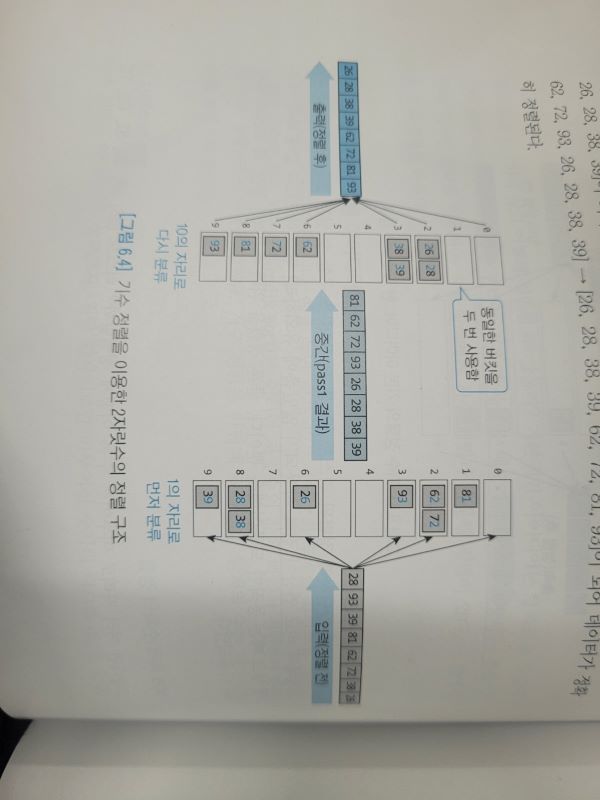 26, 28, 38, 39]
62, 72, 93, 26, 28, 38, 39] → [26, 28, 38, 39, 62, 72, 81, 93]이 되어 데이터가 정확
히 정렬된다.
동일한 버킷을
두 번 사용함
0
1
2 26 28
3 38 39
4
5
6 62
7 72
8 81
9 93
10의 자리로
다시 분류
26 28 38 39 62 72 81 93
출력(정렬 후)
81 62 72 93 26 28 38 39
중간(pass1 결과)
0
1 81
2 62 72
3 93
4
5
6 26
7
8 28 38
9 39
1의 자리로
먼저 분류
28 93 39 81 62 72 38 26
입력(정렬 전)
[그림 6.4] 기수 정렬을 이용한 2자릿수의 정렬 구조